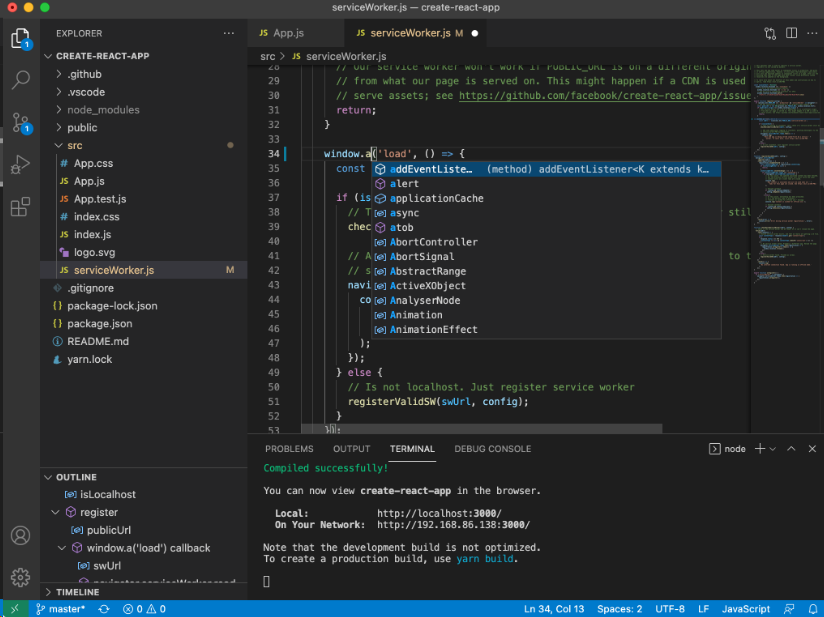 serviceWorker.js — create-react-app
1
1
EXPLORER
CREATE-REACT-APP
.github
.vscode
node_modules
public
src
# App.css
JS App.js
JS App.test.js
# index.css
JS index.js
logo.svg
JS serviceWorker.js M
.gitignore
{} package-lock.json
{} package.json
README.md
yarn.lock
OUTLINE
isLocalhost
register
publicUrl
window.a('load') callback
swUrl
navigator.serviceWorker.read
TIMELINE
JS App.js
JS serviceWorker.js M
src > JS serviceWorker.js
28 // Our service worker won't work if PUBLIC_URL is on a different origin
29 // from what our page is served on. This might happen if a CDN is used
30 // serve assets; see https://github.com/facebook/create-react-app/issue
31 return;
32 }
33
34 window.a('load', () => {
35 const
36
37 if (is
38 // T stil
39 chec
40
41 // A to t
42 // s
43 navi
44 co
45
46
47 );
48 });
49 } else {
50 // Is not localhost. Just register service worker
51 registerValidSW(swUrl, config);
52 }
53 });
addEventListe… (method) addEventListener<K extends k…
alert
applicationCache
async
atob
AbortController
AbortSignal
AbstractRange
ActiveXObject
AnalyserNode
Animation
AnimationEffect
PROBLEMS OUTPUT TERMINAL DEBUG CONSOLE
node
Compiled successfully!
You can now view create-react-app in the browser.
Local: http://localhost:3000/
On Your Network: http://192.168.86.138:3000/
Note that the development build is not optimized.
To create a production build, use yarn build.
master* 0 0
Ln 34, Col 13 Spaces: 2 UTF-8 LF JavaScript